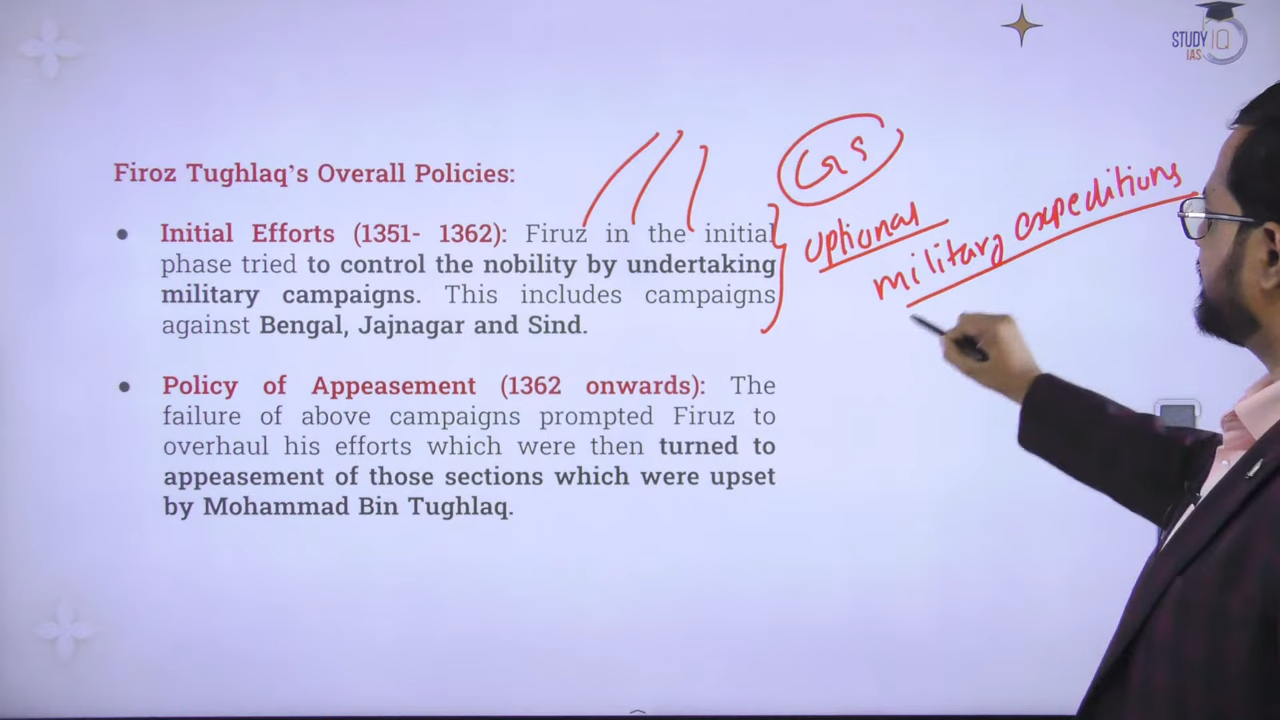 STUDY IQ
IAS
Firoz Tughlaq's Overall Policies:
GS
● Initial Efforts (1351- 1362): Firuz in the initial
phase tried to control the nobility by undertaking
military campaigns. This includes campaigns
against Bengal, Jajnagar and Sind.
optional
military expeditions
● Policy of Appeasement (1362 onwards): The
failure of above campaigns prompted Firuz to
overhaul his efforts which were then turned to
appeasement of those sections which were upset
by Mohammad Bin Tughlaq.